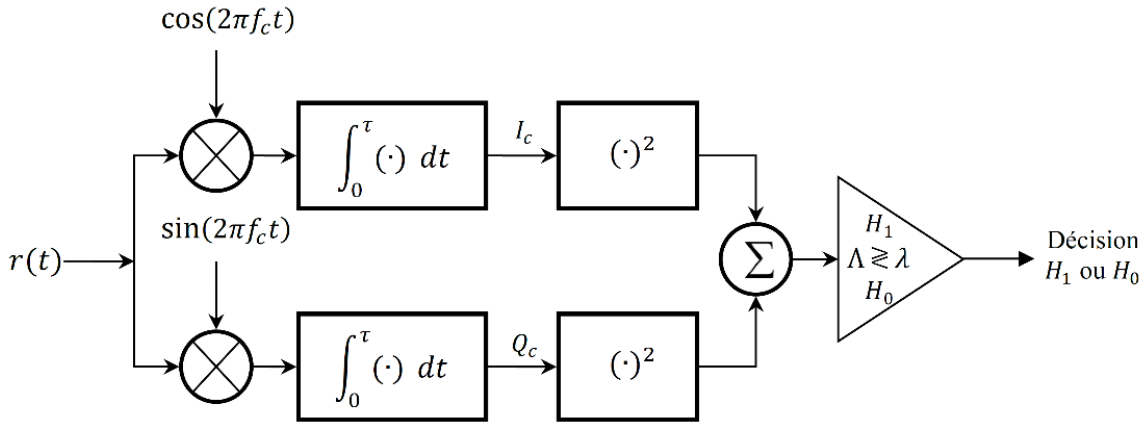 cos(2πf_c t)
∫_0^τ (·) dt
I_c
(·)²
sin(2πf_c t)
r(t)
H_1
Λ ≷ λ
H_0
Décision
H_1 ou H_0
∑
∫_0^τ (·) dt
Q_c
(·)²